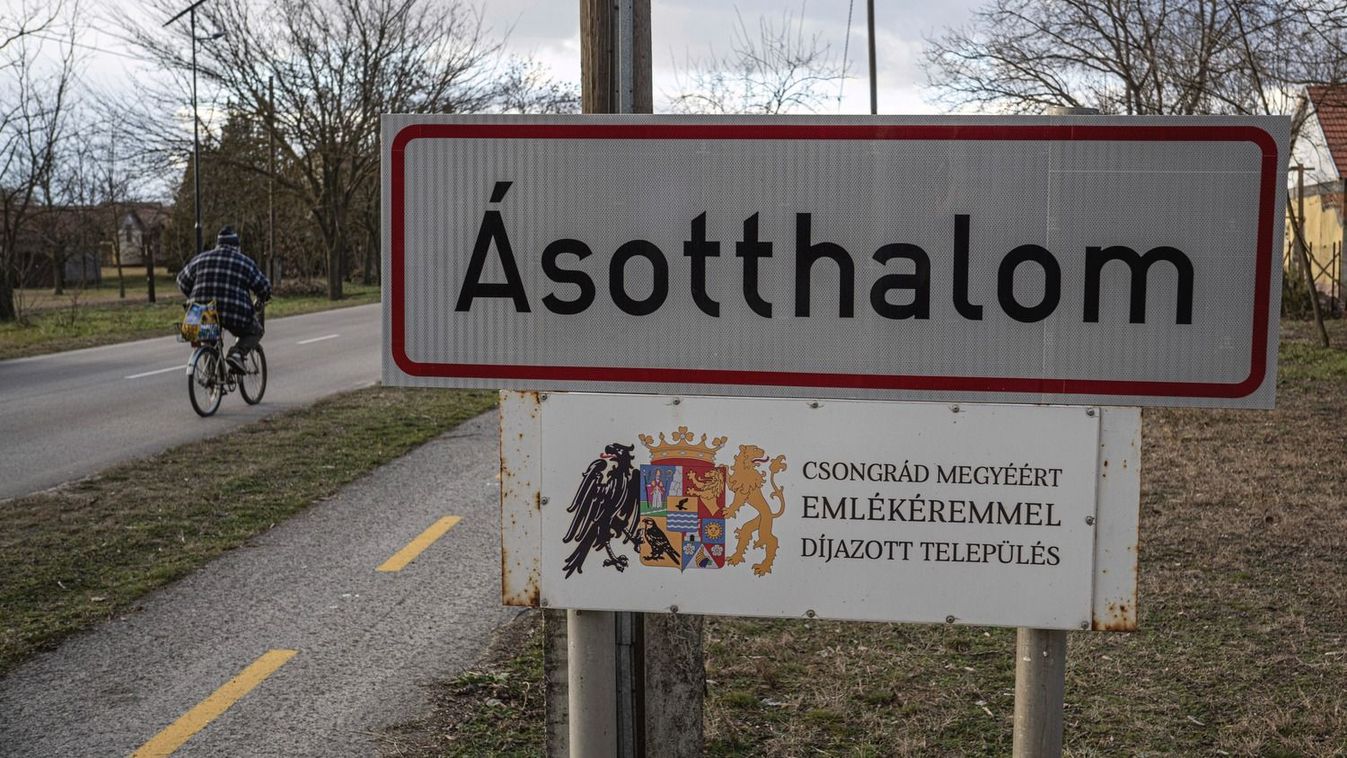 Ásotthalom
CSONGRÁD MEGYÉÉRT
EMLÉKÉREMMEL
DÍJAZOTT TELEPÜLÉS